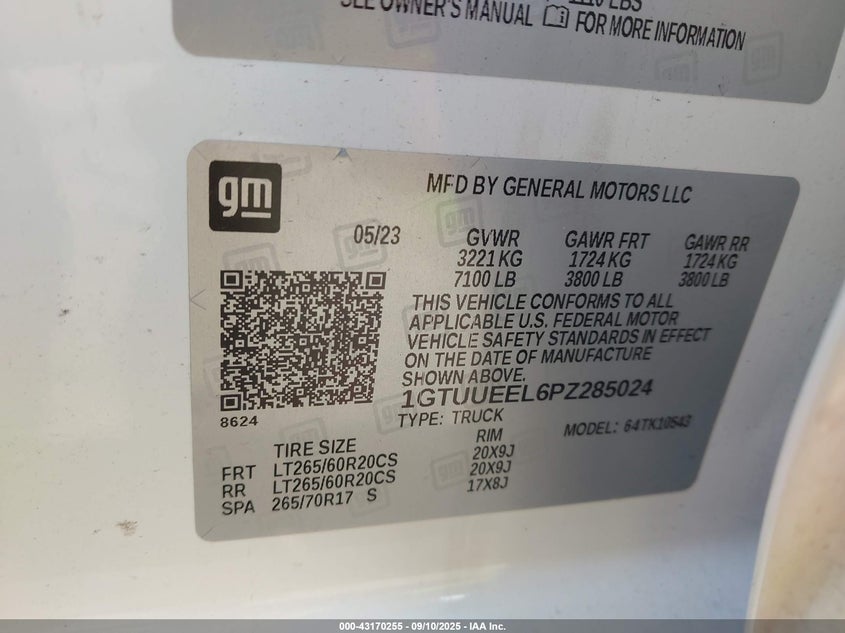 LBS
SEE OWNER'S MANUAL FOR MORE INFORMATION
gm
MFD BY GENERAL MOTORS LLC
05/23 GVWR GAWR FRT GAWR RR
3221 KG 1724 KG 1724 KG
7100 LB 3800 LB 3800 LB
THIS VEHICLE CONFORMS TO ALL
APPLICABLE U.S. FEDERAL MOTOR
VEHICLE SAFETY STANDARDS IN EFFECT
ON THE DATE OF MANUFACTURE
SHOWN ABOVE.
1GTUUEEL6PZ285024
8624
TYPE: TRUCK MODEL: 64TK10543
TIRE SIZE RIM
FRT LT265/60R20CS 20X9J
RR LT265/60R20CS 20X9J
SPA 265/70R17 S 17X8J
000-43170255 - 09/10/2025 - IAA Inc.